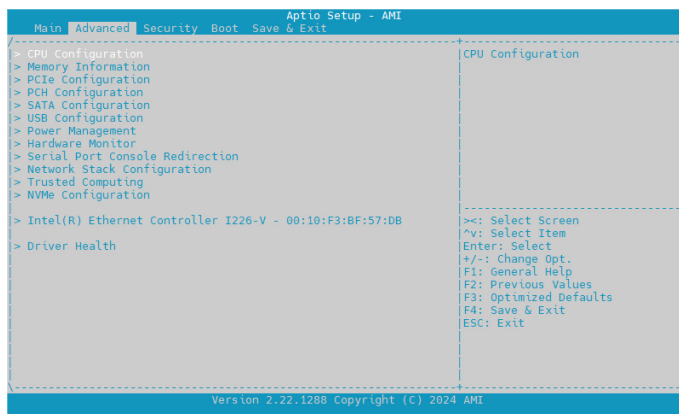 Aptio Setup - AMI
Main Advanced Security Boot Save & Exit
> CPU Configuration
> Memory Information
> PCIe Configuration
> PCH Configuration
> SATA Configuration
> USB Configuration
> Power Management
> Hardware Monitor
> Serial Port Console Redirection
> Network Stack Configuration
> Trusted Computing
> NVMe Configuration
> Intel(R) Ethernet Controller I226-V - 00:10:F3:BF:57:DB
> Driver Health
CPU Configuration
><: Select Screen
^v: Select Item
Enter: Select
+/-: Change Opt.
F1: General Help
F2: Previous Values
F3: Optimized Defaults
F4: Save & Exit
ESC: Exit
Version 2.22.1288 Copyright (C) 2024 AMI